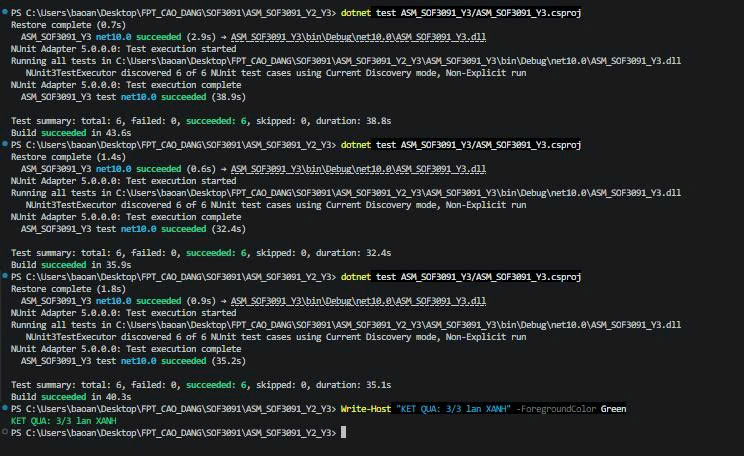 PS C:\Users\baoan\Desktop\FPT_CAO_DANG\SOF3091\ASM_SOF3091_Y2_Y3> dotnet test ASM_SOF3091_Y3/ASM_SOF3091_Y3.csproj
Restore complete (0.7s)
ASM_SOF3091_Y3 net10.0 succeeded (2.9s) → ASM_SOF3091_Y3\bin\Debug\net10.0\ASM_SOF3091_Y3.dll
NUnit Adapter 5.0.0.0: Test execution started
Running all tests in C:\Users\baoan\Desktop\FPT_CAO_DANG\SOF3091\ASM_SOF3091_Y2_Y3\ASM_SOF3091_Y3\bin\Debug\net10.0\ASM_SOF3091_Y3.dll
NUnit3TestExecutor discovered 6 of 6 NUnit test cases using Current Discovery mode, Non-Explicit run
NUnit Adapter 5.0.0.0: Test execution complete
ASM_SOF3091_Y3 test net10.0 succeeded (38.9s)
Test summary: total: 6, failed: 0, succeeded: 6, skipped: 0, duration: 38.8s
Build succeeded in 43.6s
PS C:\Users\baoan\Desktop\FPT_CAO_DANG\SOF3091\ASM_SOF3091_Y2_Y3> dotnet test ASM_SOF3091_Y3/ASM_SOF3091_Y3.csproj
Restore complete (1.4s)
ASM_SOF3091_Y3 net10.0 succeeded (0.6s) → ASM_SOF3091_Y3\bin\Debug\net10.0\ASM_SOF3091_Y3.dll
NUnit Adapter 5.0.0.0: Test execution started
Running all tests in C:\Users\baoan\Desktop\FPT_CAO_DANG\SOF3091\ASM_SOF3091_Y2_Y3\ASM_SOF3091_Y3\bin\Debug\net10.0\ASM_SOF3091_Y3.dll
NUnit3TestExecutor discovered 6 of 6 NUnit test cases using Current Discovery mode, Non-Explicit run
NUnit Adapter 5.0.0.0: Test execution complete
ASM_SOF3091_Y3 test net10.0 succeeded (32.4s)
Test summary: total: 6, failed: 0, succeeded: 6, skipped: 0, duration: 32.4s
Build succeeded in 35.9s
PS C:\Users\baoan\Desktop\FPT_CAO_DANG\SOF3091\ASM_SOF3091_Y2_Y3> dotnet test ASM_SOF3091_Y3/ASM_SOF3091_Y3.csproj
Restore complete (1.8s)
ASM_SOF3091_Y3 net10.0 succeeded (0.9s) → ASM_SOF3091_Y3\bin\Debug\net10.0\ASM_SOF3091_Y3.dll
NUnit Adapter 5.0.0.0: Test execution started
Running all tests in C:\Users\baoan\Desktop\FPT_CAO_DANG\SOF3091\ASM_SOF3091_Y2_Y3\ASM_SOF3091_Y3\bin\Debug\net10.0\ASM_SOF3091_Y3.dll
NUnit3TestExecutor discovered 6 of 6 NUnit test cases using Current Discovery mode, Non-Explicit run
NUnit Adapter 5.0.0.0: Test execution complete
ASM_SOF3091_Y3 test net10.0 succeeded (35.2s)
Test summary: total: 6, failed: 0, succeeded: 6, skipped: 0, duration: 35.1s
Build succeeded in 40.3s
PS C:\Users\baoan\Desktop\FPT_CAO_DANG\SOF3091\ASM_SOF3091_Y2_Y3> Write-Host "KET QUA: 3/3 lan XANH" -ForegroundColor Green
KET QUA: 3/3 lan XANH
PS C:\Users\baoan\Desktop\FPT_CAO_DANG\SOF3091\ASM_SOF3091_Y2_Y3>